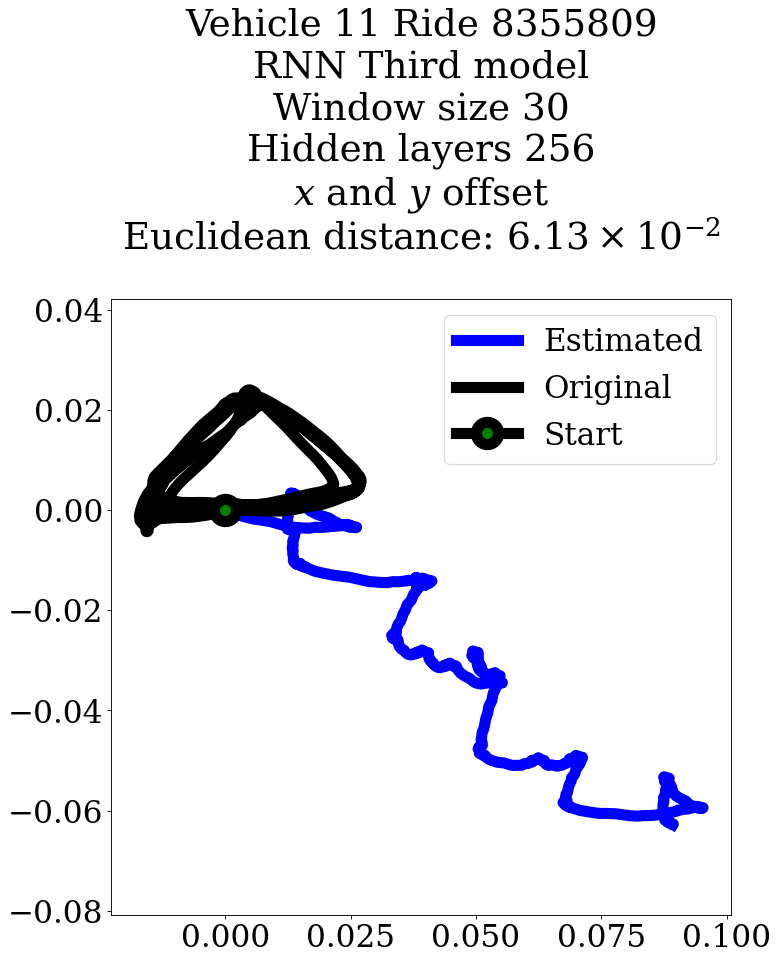 Vehicle 11 Ride 8355809
RNN Third model
Window size 30
Hidden layers 256
x and y offset
Euclidean distance: 6.13 × 10⁻²
Estimated
Original
Start
0.04
0.02
0.00
−0.02
−0.04
−0.06
−0.08
0.000 0.025 0.050 0.075 0.100